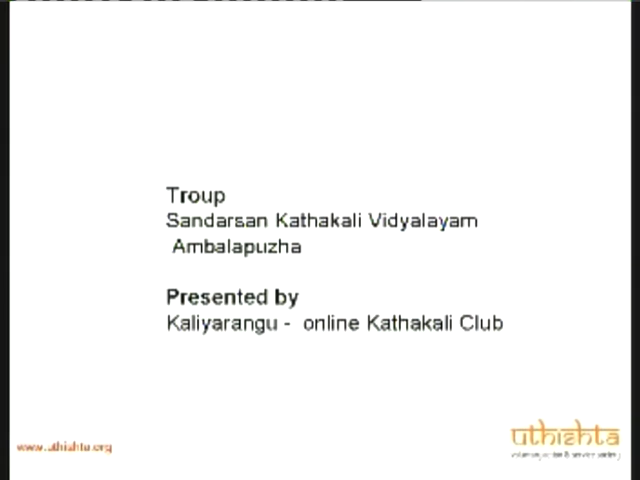 Troup
Sandarsan Kathakali Vidyalayam
Ambalapuzha
Presented by
Kaliyarangu - online Kathakali Club
www.uthishta.org
uthishta